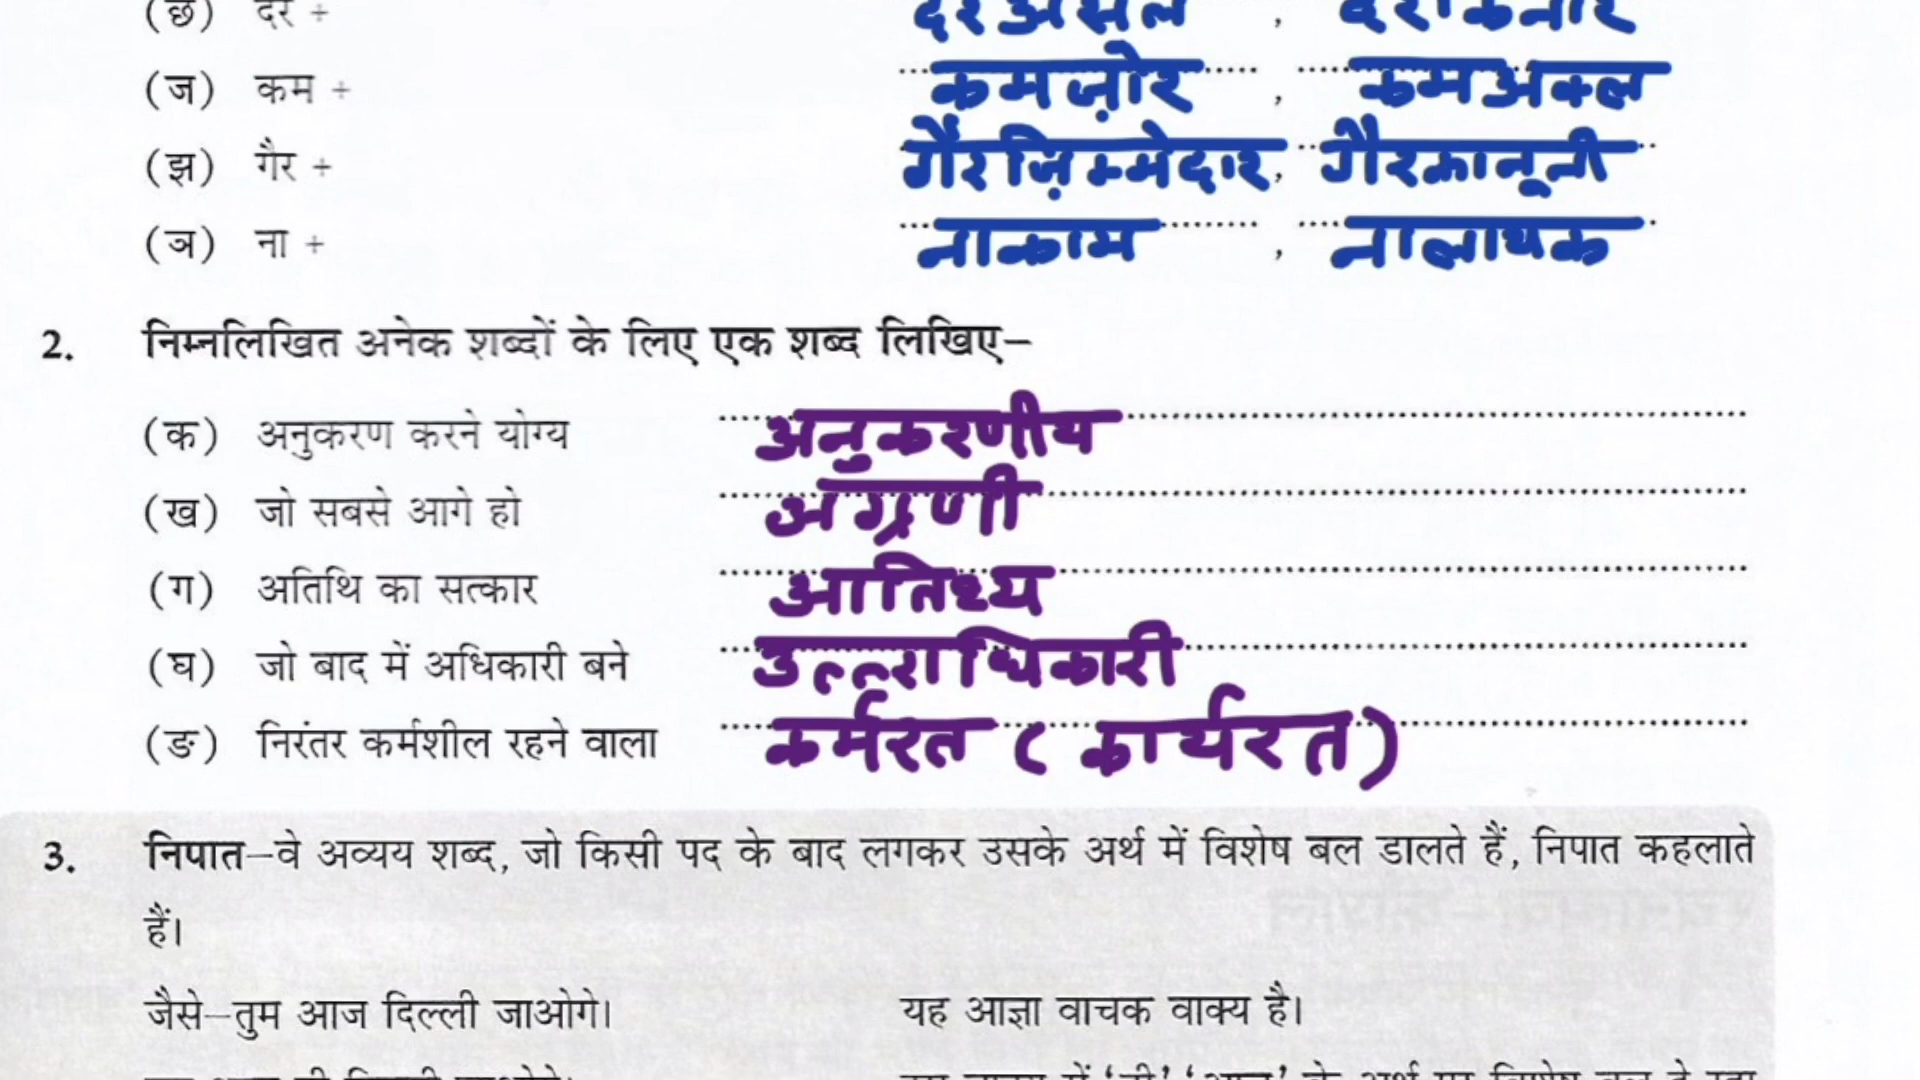 (छ) दर + दरअसल , दरकिनार
(ज) कम + कमज़ोर , कमअक्ल
(झ) गैर + गैरज़िम्मेदार, गैरकानूनी
(ञ) ना + नाकाम , नालायक
2. निम्नलिखित अनेक शब्दों के लिए एक शब्द लिखिए–
(क) अनुकरण करने योग्य अनुकरणीय
(ख) जो सबसे आगे हो अग्रणी
(ग) अतिथि का सत्कार आतिथ्य
(घ) जो बाद में अधिकारी बने उत्तराधिकारी
(ङ) निरंतर कर्मशील रहने वाला कर्मरत (कार्यरत)
3. निपात–वे अव्यय शब्द, जो किसी पद के बाद लगकर उसके अर्थ में विशेष बल डालते हैं, निपात कहलाते
हैं।
जैसे–तुम आज दिल्ली जाओगे। यह आज्ञा वाचक वाक्य है।